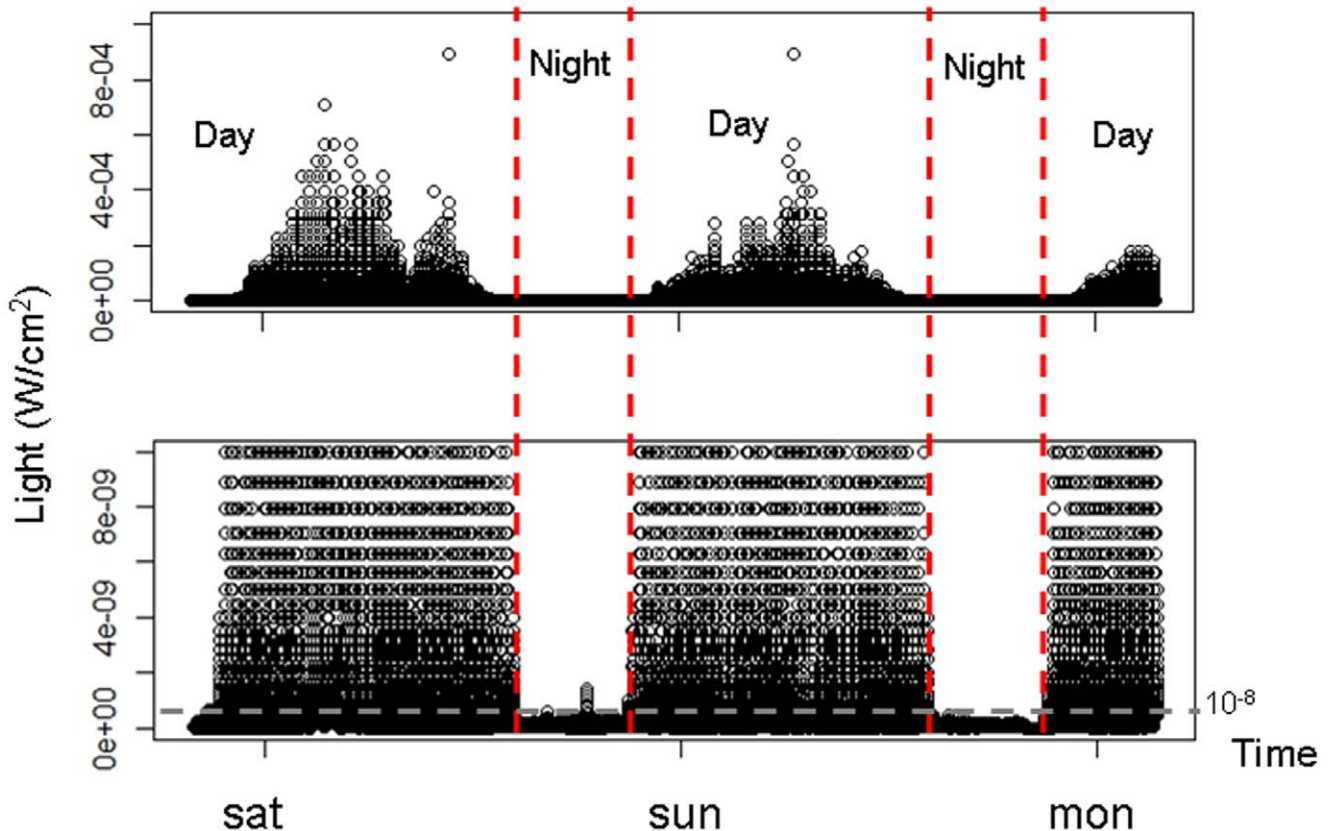 Light (W/cm²)
8e-04
4e-04
0e+00
Day
Night
Day
Night
Day
8e-09
4e-09
0e+00
10⁻⁸
Time
sat
sun
mon